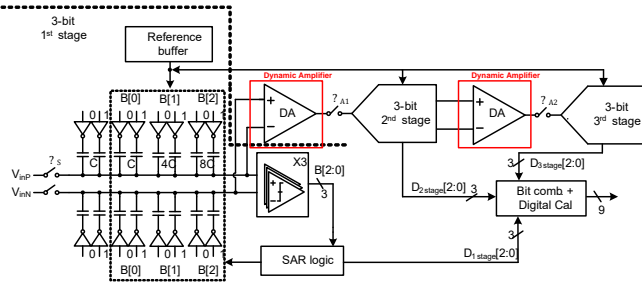 3-bit
1st stage
Reference
buffer
Dynamic Amplifier
Dynamic Amplifier
B[0] B[1] B[2]
0 1 0 1 0 1 0 1
C C 4C 8C
DA
? A1
3-bit
2nd stage
DA
? A2
3-bit
3rd stage
VinP
? S
VinN
X3
B[2:0]
3
3 D3stage[2:0]
D2stage[2:0] 3
Bit comb. +
Digital Cal
9
0 1 0 1 0 1 0 1
B[0] B[1] B[2]
SAR logic
3
D1stage[2:0]